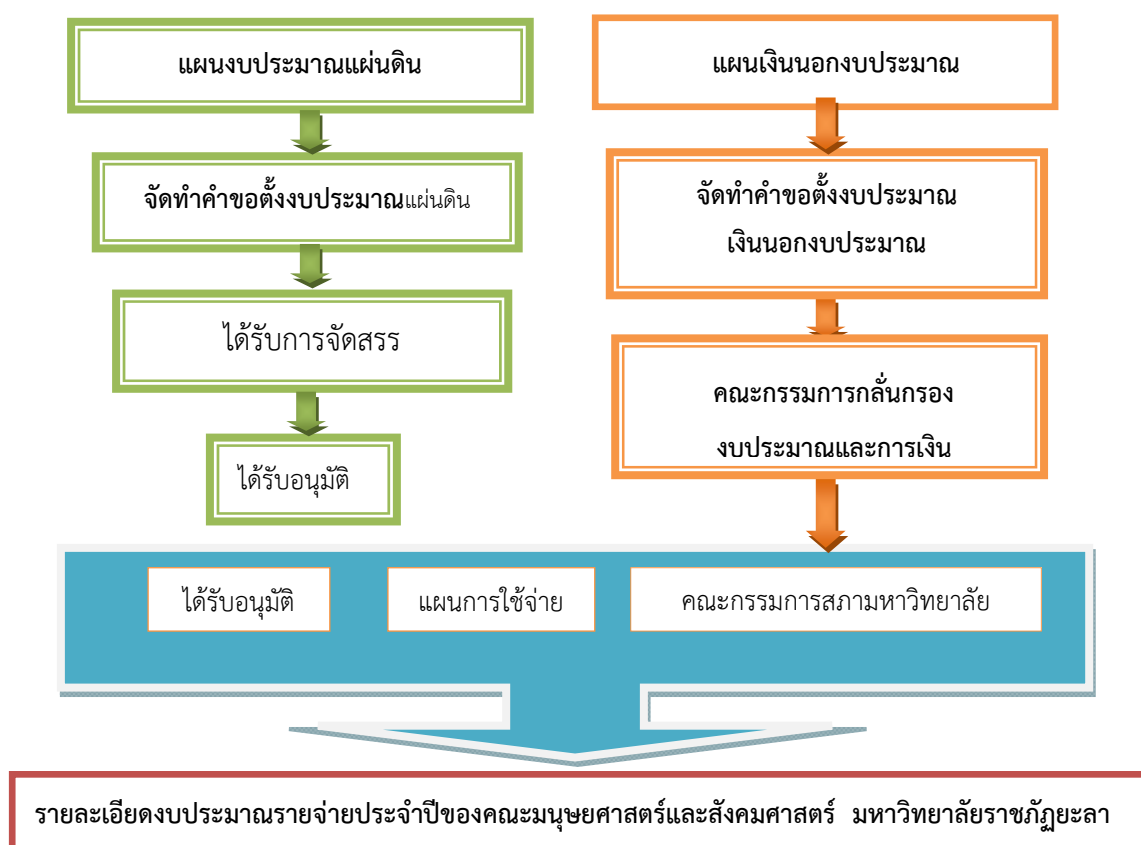 แผนงบประมาณแผ่นดิน
จัดทำคำขอตั้งงบประมาณแผ่นดิน
ได้รับการจัดสรร
ได้รับอนุมัติ
แผนเงินนอกงบประมาณ
จัดทำคำขอตั้งงบประมาณ
เงินนอกงบประมาณ
คณะกรรมการกลั่นกรอง
งบประมาณและการเงิน
ได้รับอนุมัติ
แผนการใช้จ่าย
คณะกรรมการสภามหาวิทยาลัย
รายละเอียดงบประมาณรายจ่ายประจำปีของคณะมนุษยศาสตร์และสังคมศาสตร์ มหาวิทยาลัยราชภัฏยะลา